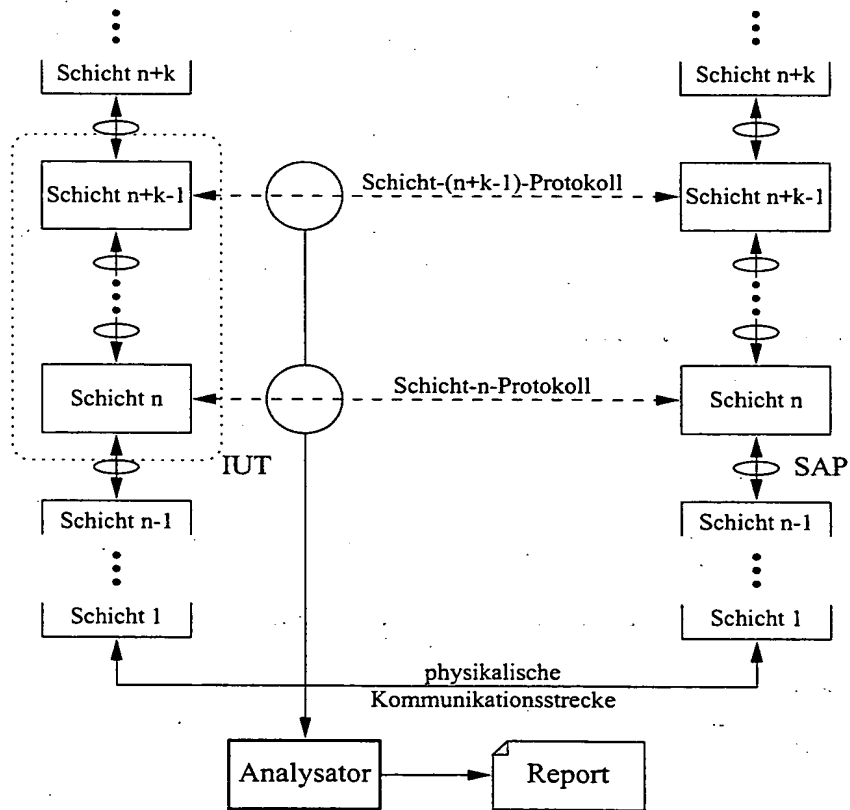 Schicht n+k
Schicht n+k
Schicht n+k-1
Schicht-(n+k-1)-Protokoll
Schicht n+k-1
Schicht n
Schicht-n-Protokoll
Schicht n
IUT
SAP
Schicht n-1
Schicht n-1
Schicht 1
Schicht 1
physikalische
Kommunikationsstrecke
Analysator
Report